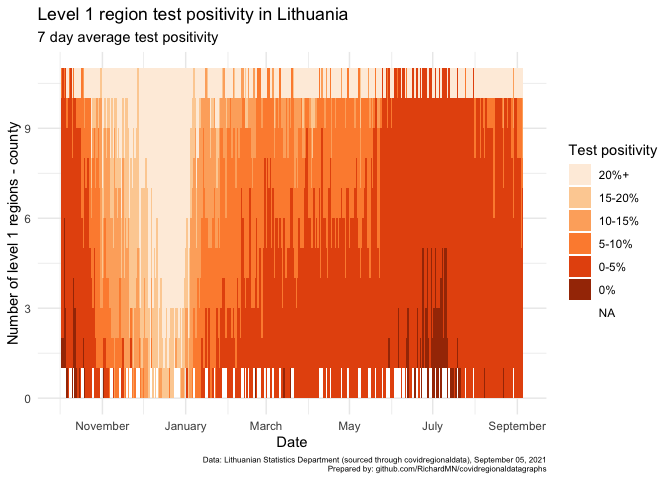 Level 1 region test positivity in Lithuania
7 day average test positivity
Number of level 1 regions - county
9
6
3
0
November January March May July September
Date
Test positivity
20%+
15-20%
10-15%
5-10%
0-5%
0%
NA
Data: Lithuanian Statistics Department (sourced through covidregionaldata), September 05, 2021
Prepared by: github.com/RichardMN/covidregionaldatagraphs